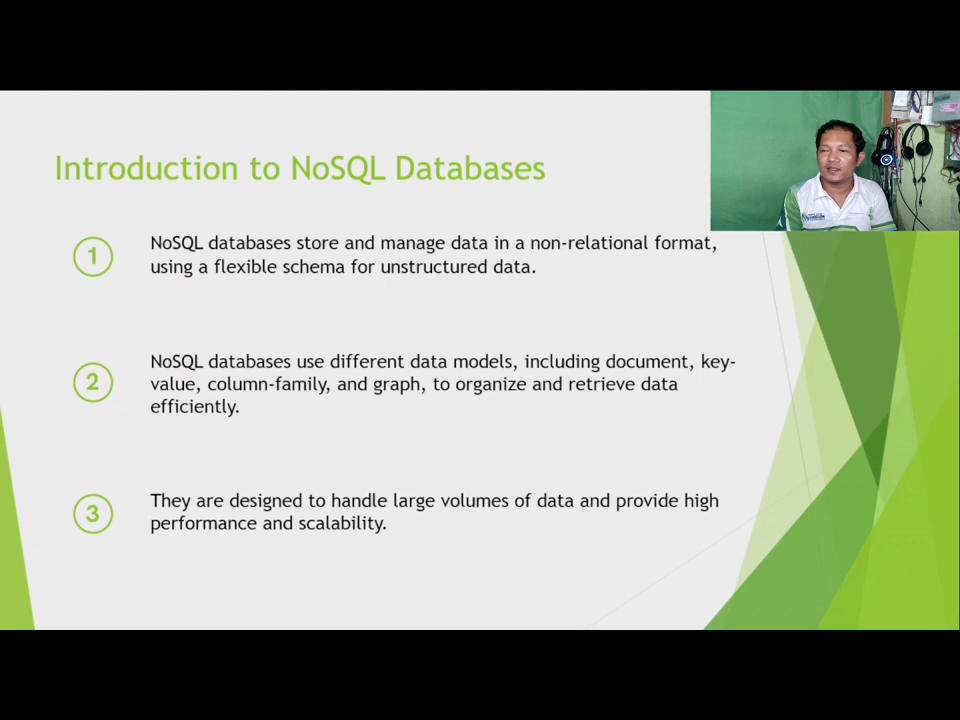 Introduction to NoSQL Databases
1
NoSQL databases store and manage data in a non-relational format,
using a flexible schema for unstructured data.
2
NoSQL databases use different data models, including document, key-
value, column-family, and graph, to organize and retrieve data
efficiently.
3
They are designed to handle large volumes of data and provide high
performance and scalability.